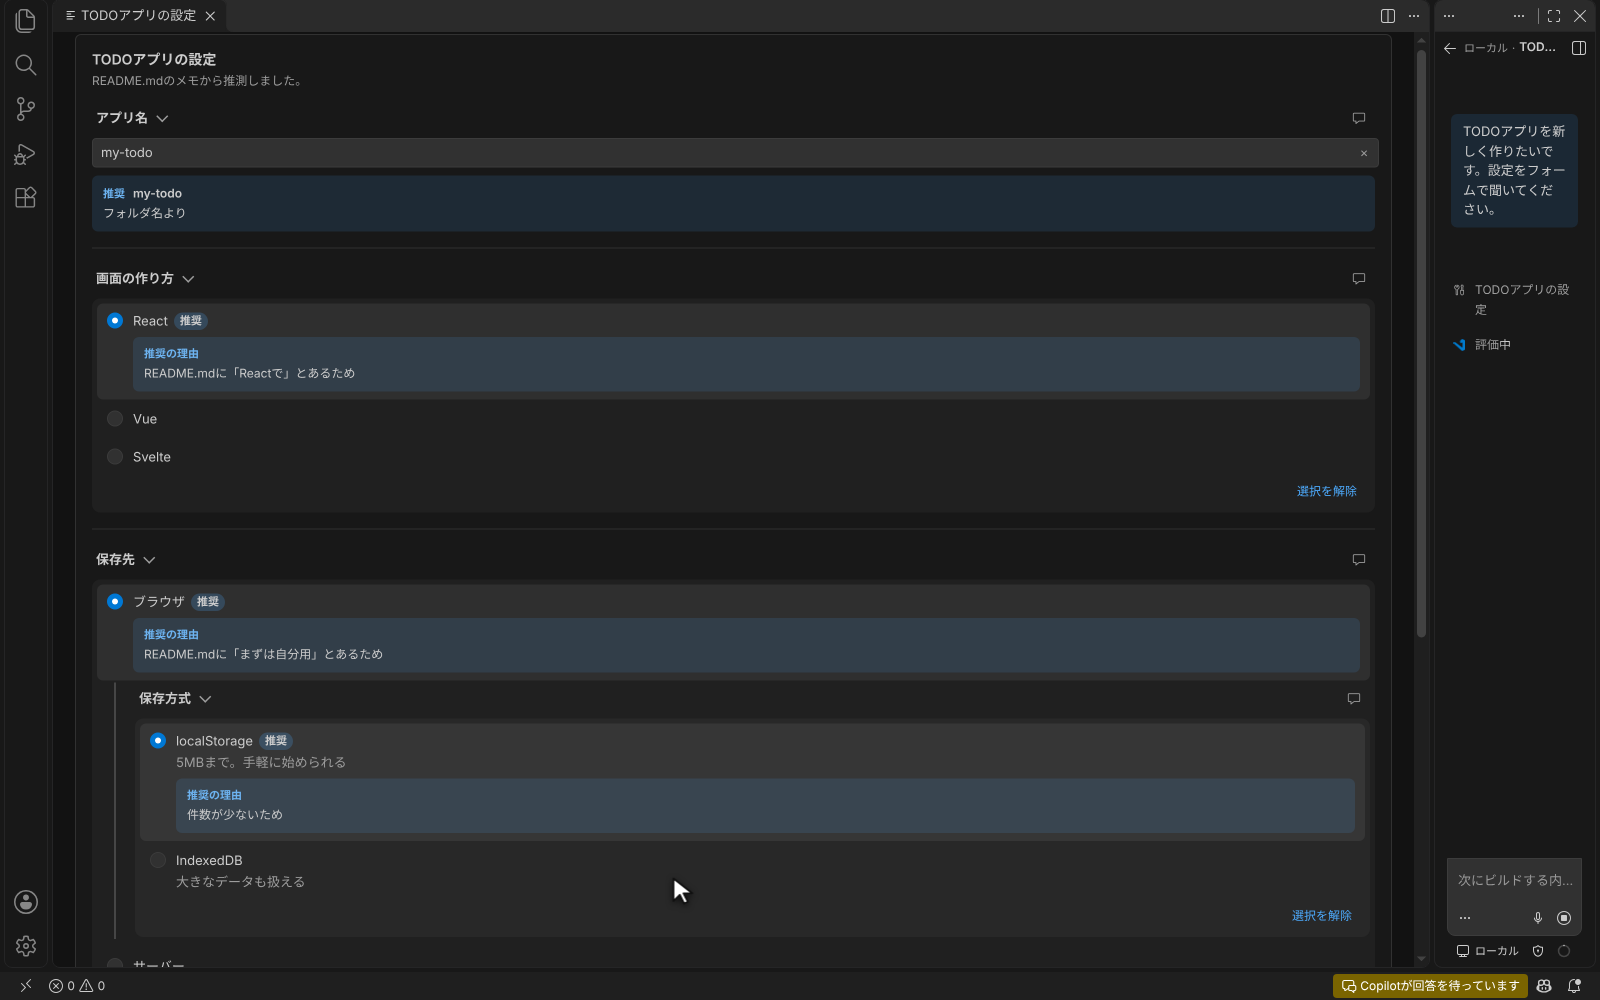 TODOアプリの設定
TODOアプリの設定
README.mdのメモから推測しました。
アプリ名
my-todo
推奨 my-todo
フォルダ名より
画面の作り方
React 推奨
推奨の理由
README.mdに「Reactで」とあるため
Vue
Svelte
選択を解除
保存先
ブラウザ 推奨
推奨の理由
README.mdに「まずは自分用」とあるため
保存方式
localStorage 推奨
5MBまで。手軽に始められる
推奨の理由
件数が少ないため
IndexedDB
大きなデータも扱える
選択を解除
サーバー
ローカル · TOD...
TODOアプリを新
しく作りたいで
す。設定をフォー
ムで聞いてくだ
さい。
TODOアプリの設
定
評価中
次にビルドする内...
ローカル
0 0
Copilotが回答を待っています